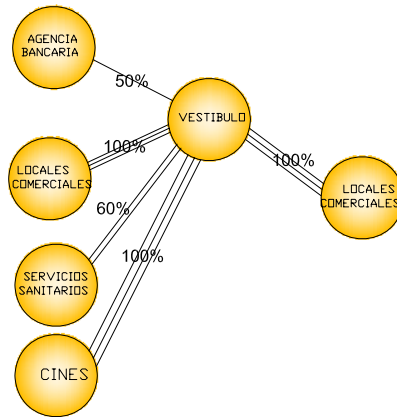 AGENCIA
BANCARIA
50%
VESTIBULO
100%
LOCALES
COMERCIALES
100%
LOCALES
COMERCIALES
60%
100%
SERVICIOS
SANITARIOS
CINES